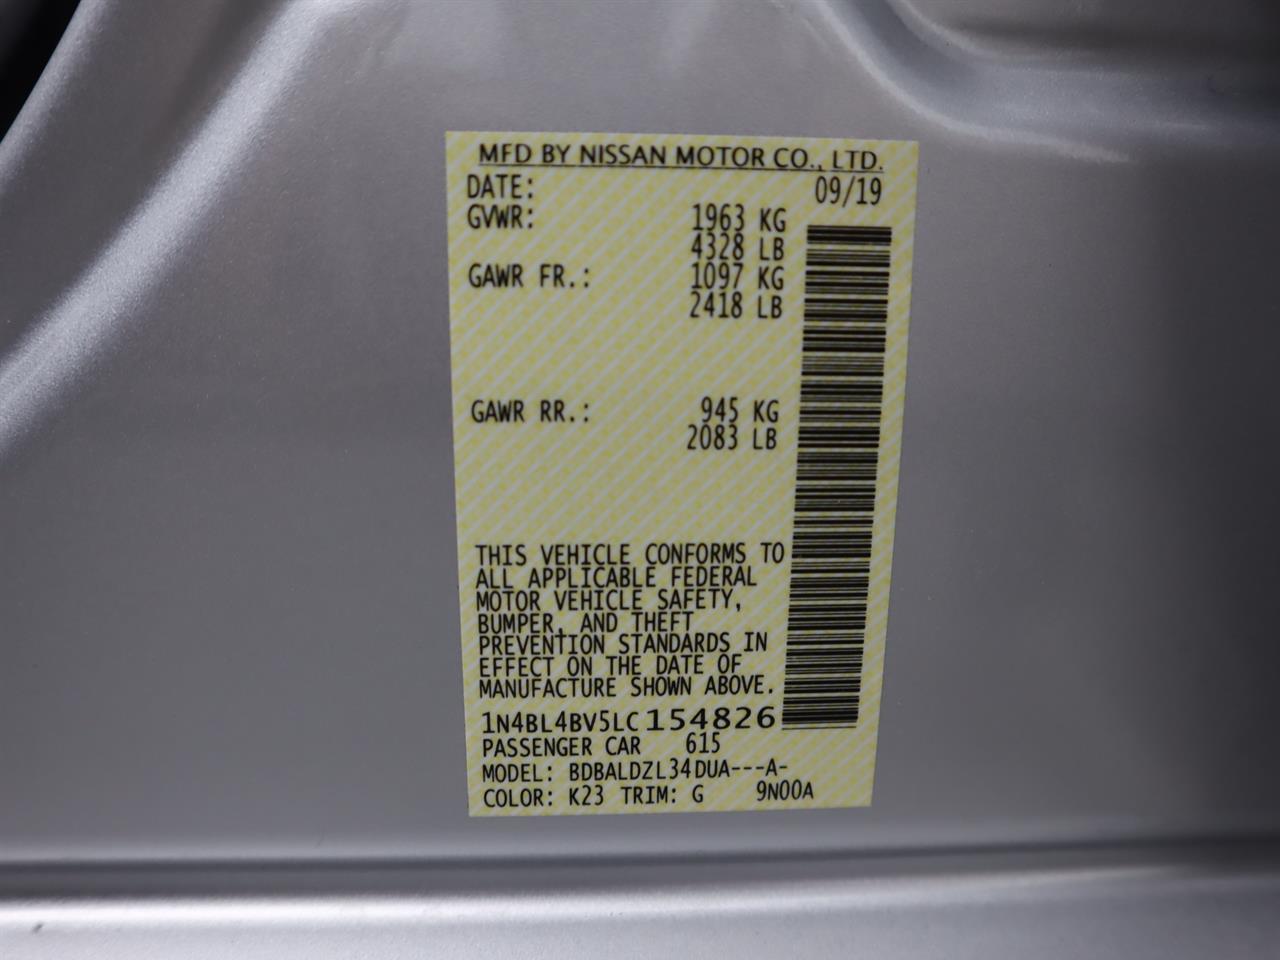 MFD BY NISSAN MOTOR CO., LTD.
DATE: 09/19
GVWR: 1963 KG
4328 LB
GAWR FR.: 1097 KG
2418 LB
GAWR RR.: 945 KG
2083 LB
THIS VEHICLE CONFORMS TO
ALL APPLICABLE FEDERAL
MOTOR VEHICLE SAFETY,
BUMPER, AND THEFT
PREVENTION STANDARDS IN
EFFECT ON THE DATE OF
MANUFACTURE SHOWN ABOVE.
1N4BL4BV5LC154826
PASSENGER CAR 615
MODEL: BDBALDZL34DUA---A-
COLOR: K23 TRIM: G 9N00A